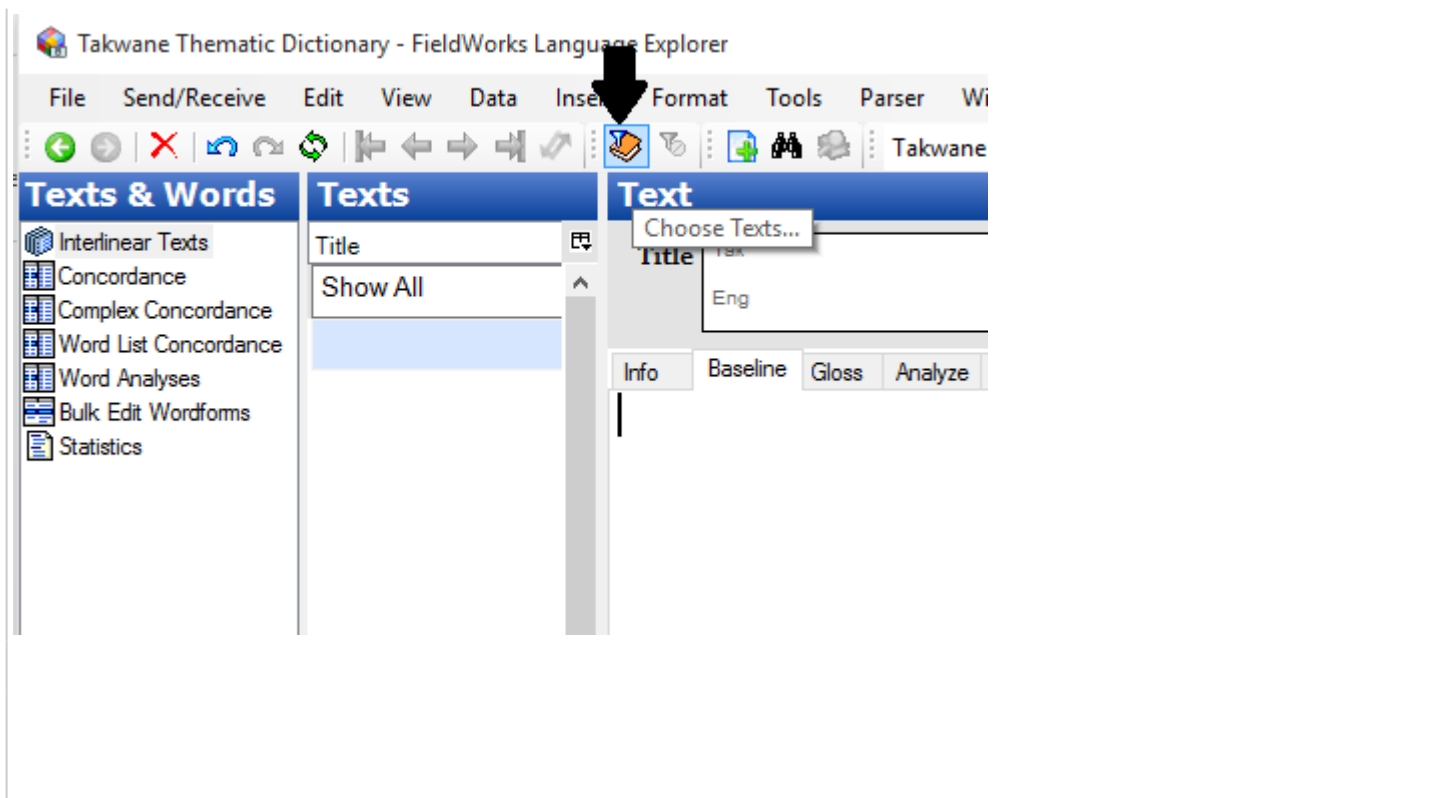 Takwane Thematic Dictionary - FieldWorks Language Explorer
File Send/Receive Edit View Data Format Tools Parser
Takwane
Texts & Words Texts Text
Interlinear Texts
Concordance
Complex Concordance
Word List Concordance
Word Analyses
Bulk Edit Wordforms
Statistics
Title
Show All
Choose Texts...
Title
Eng
Info Baseline Gloss Analyze